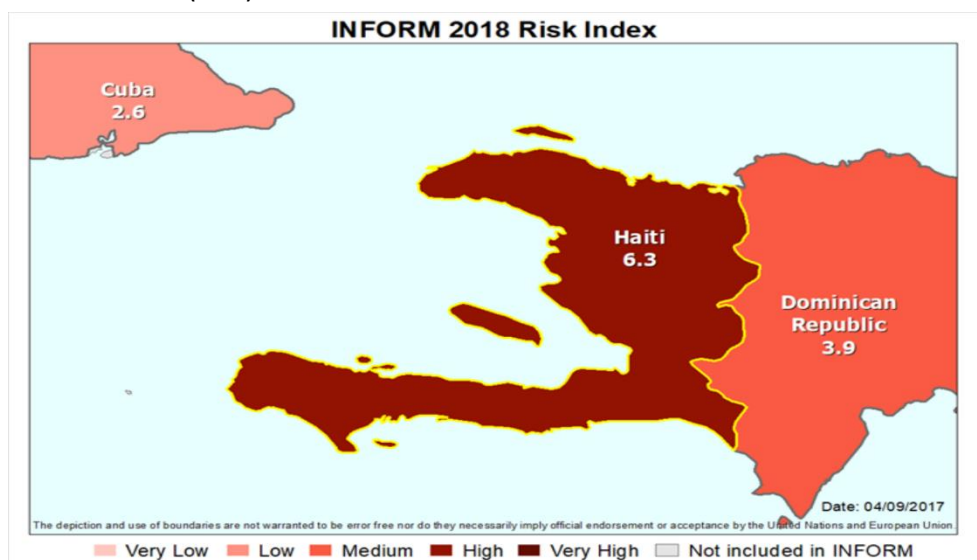 INFORM 2018 Risk Index
Cuba
2.6
Haiti
6.3
Dominican
Republic
3.9
Date: 04/09/2017
The depiction and use of boundaries are not warranted to be error free nor do they necessarily imply official endorsement or acceptance by the United Nations and European Union.
Very Low Low Medium High Very High Not included in INFORM